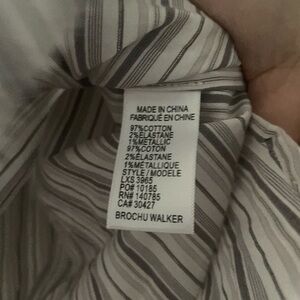 MADE IN CHINA
FABRIQUÉ EN CHINE
97%COTTON
2%ELASTANE
1%METALLIC
97%COTON
2%ÉLASTANE
1%MÉTALLIQUE
STYLE / MODELE
LXS 3965
PO# 10185
RN# 140785
CA# 30427
BROCHU WALKER